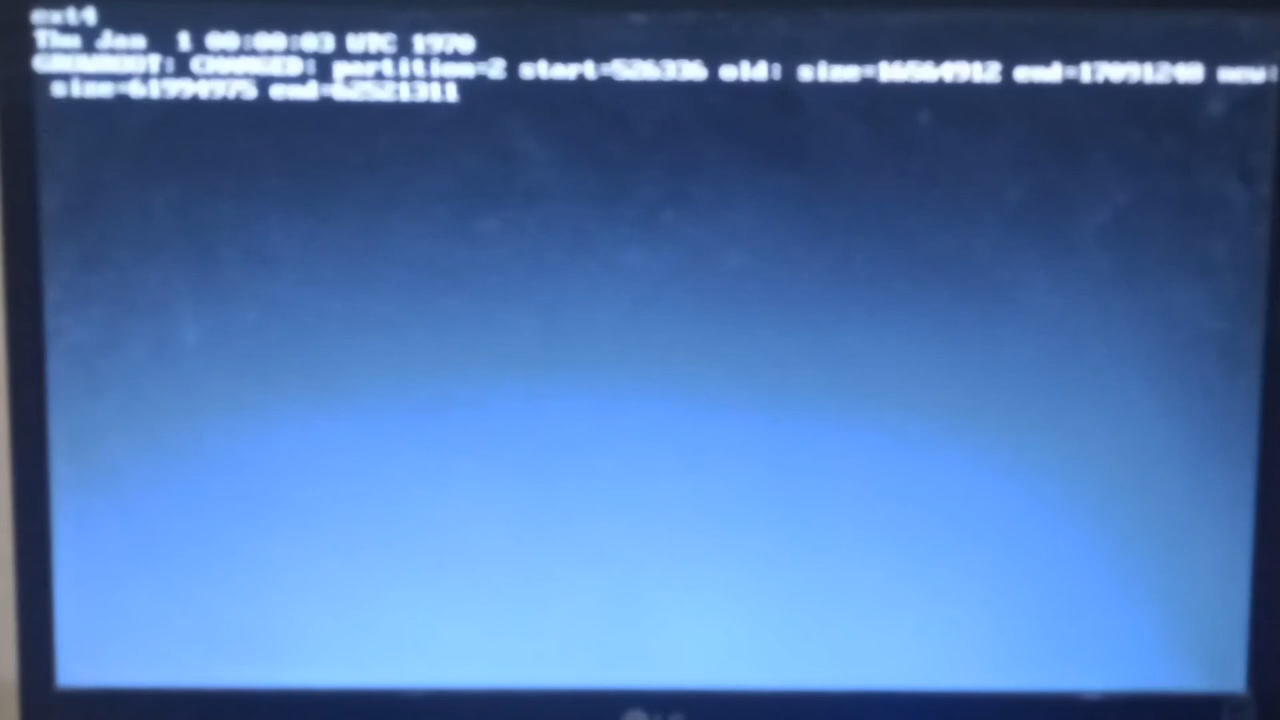 ext4
Thu Jan  1 00:00:03 UTC 1970
GROWROOT: CHANGED: partition=2 start=526336 old: size=16564912 end=17091248 new:
size=61994975 end=62521311